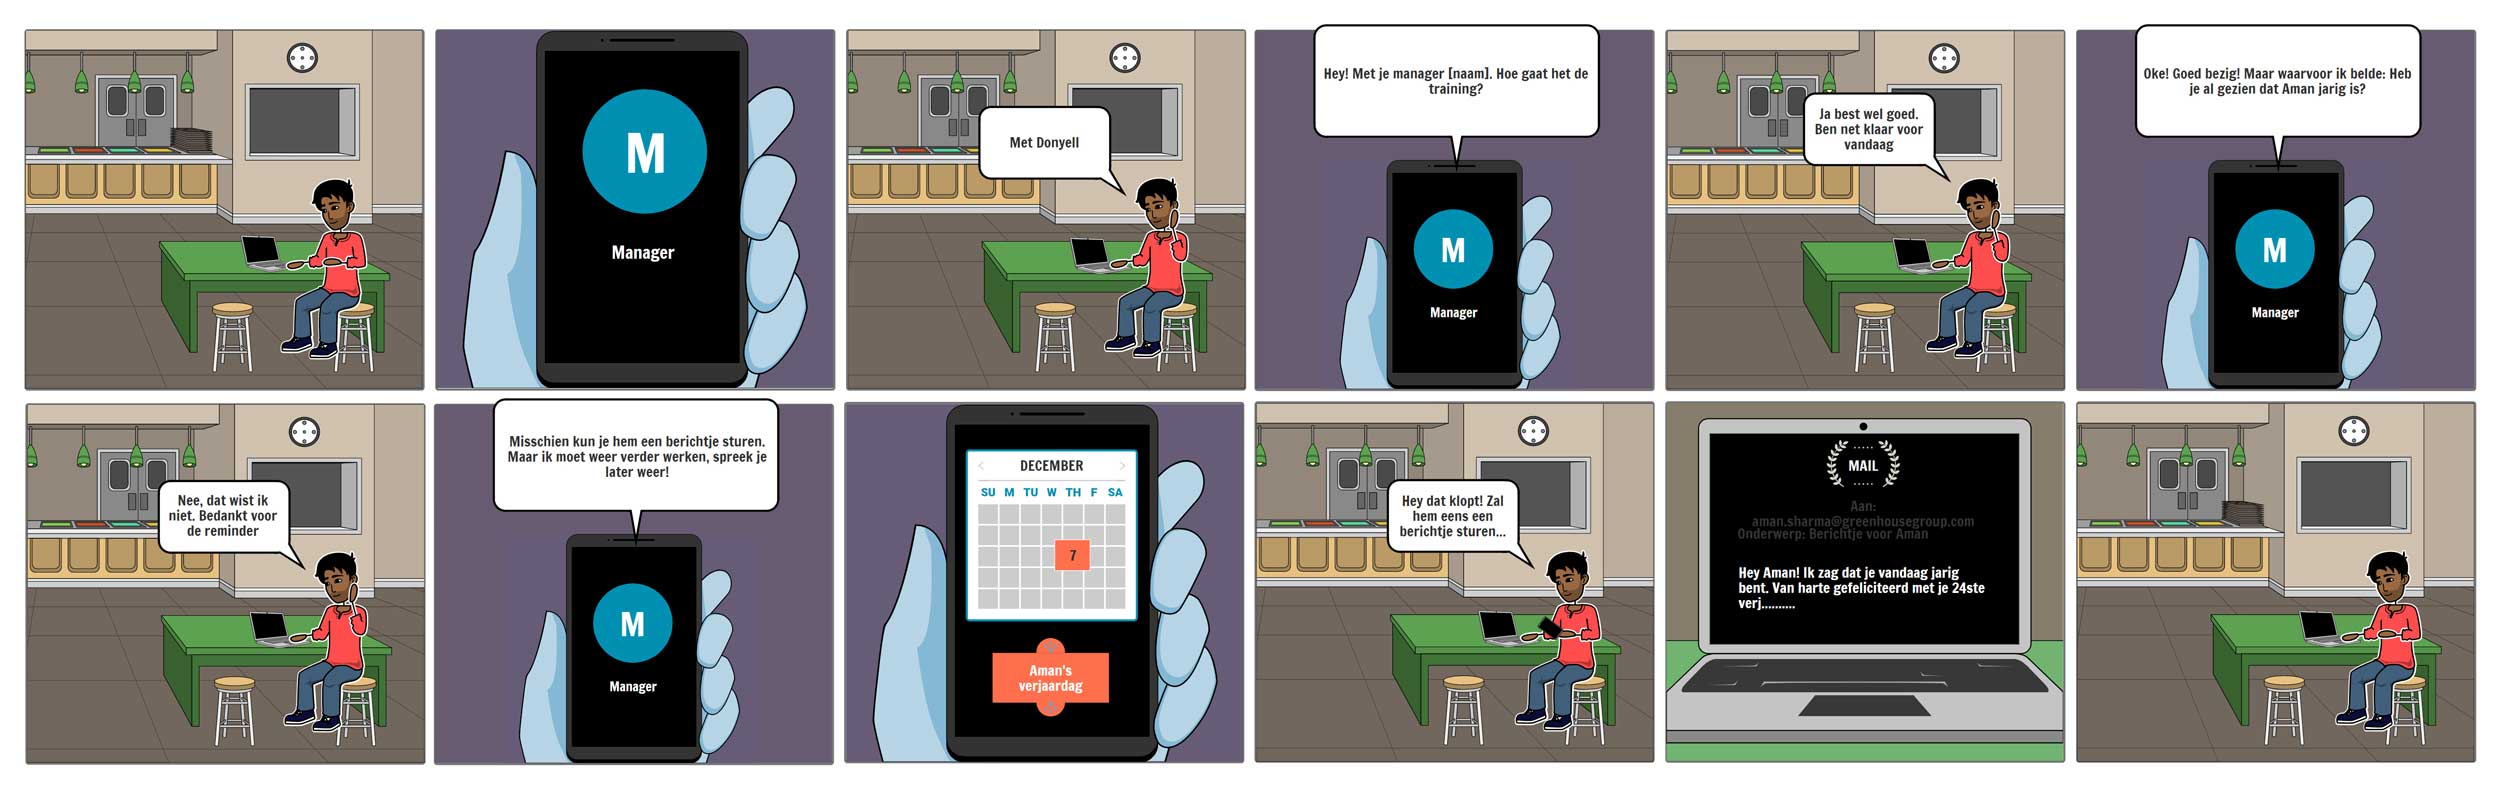 M
Manager
Met Donyell
Hey! Met je manager [naam]. Hoe gaat het de
training?
M
Manager
Ja best wel goed.
Ben net klaar voor
vandaag
Oke! Goed bezig! Maar waarvoor ik belde: Heb
je al gezien dat Aman jarig is?
M
Manager
Nee, dat wist ik
niet. Bedankt voor
de reminder
Misschien kun je hem een berichtje sturen.
Maar ik moet weer verder werken, spreek je
later weer!
M
Manager
< DECEMBER >
SU M TU W TH F SA
7
Aman's
verjaardag
Hey dat klopt! Zal
hem eens een
berichtje sturen...
MAIL
Aan:
aman.sharma@greenhousegroup.com
Onderwerp: Berichtje voor Aman
Hey Aman! Ik zag dat je vandaag jarig
bent. Van harte gefeliciteerd met je 24ste
verj..........